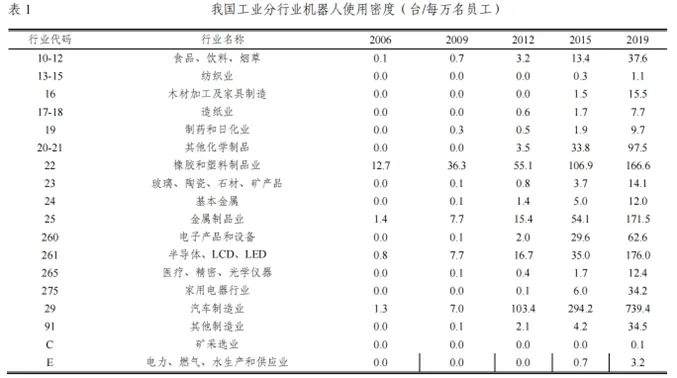 表 1 我国工业分行业机器人使用密度（台/每万名员工）
行业代码 行业名称 2006 2009 2012 2015 2019
10-12 食品、饮料、烟草 0.1 0.7 3.2 13.4 37.6
13-15 纺织业 0.0 0.0 0.0 0.3 1.1
16 木材加工及家具制造 0.0 0.0 0.0 1.5 15.5
17-18 造纸业 0.0 0.0 0.6 1.7 7.7
19 制药和日化业 0.0 0.3 0.5 1.9 9.7
20-21 其他化学制品 0.0 0.0 3.5 33.8 97.5
22 橡胶和塑料制品业 12.7 36.3 55.1 106.9 166.6
23 玻璃、陶瓷、石材、矿产品 0.0 0.1 0.8 3.7 14.1
24 基本金属 0.0 0.1 1.4 5.0 12.0
25 金属制品业 1.4 7.7 15.4 54.1 171.5
260 电子产品和设备 0.0 0.1 2.0 29.6 62.6
261 半导体、LCD、LED 0.8 7.7 16.7 35.0 176.0
265 医疗、精密、光学仪器 0.0 0.1 0.4 1.7 12.4
275 家用电器行业 0.0 0.0 0.1 6.0 34.2
29 汽车制造业 1.3 7.0 103.4 294.2 739.4
91 其他制造业 0.0 0.1 2.1 4.2 34.5
C 矿采选业 0.0 0.0 0.0 0.0 0.1
E 电力、燃气、水生产和供应业 0.0 0.0 0.0 0.7 3.2